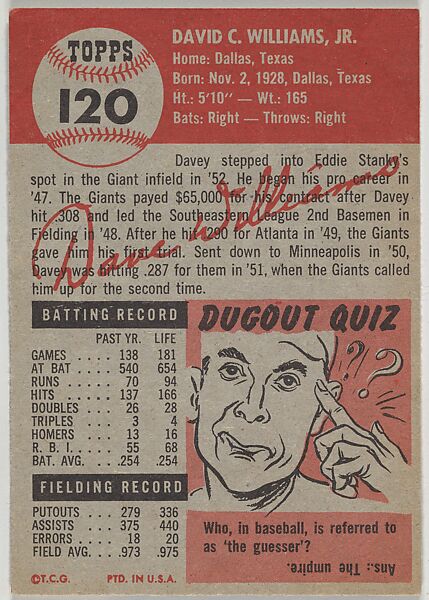 TOPPS
120
DAVID C. WILLIAMS, JR.
Home: Dallas, Texas
Born: Nov. 2, 1928, Dallas, Texas
Ht.: 5'10" — Wt.: 165
Bats: Right — Throws: Right
Davey stepped into Eddie Stanky's
spot in the Giant infield in '52. He began his pro career in
'47. The Giants payed $65,000 for his contract after Davey
hit .308 and led the Southeastern League 2nd Basemen in
Fielding in '48. After he hit .290 for Atlanta in '49, the Giants
gave him his first trial. Sent down to Minneapolis in '50,
Davey was hitting .287 for them in '51, when the Giants called
him up for the second time.
Dave Williams
BATTING RECORD
PAST YR. LIFE
GAMES . . . . 138 181
AT BAT . . . . 540 654
RUNS . . . . 70 94
HITS . . . . 137 166
DOUBLES . . . 26 28
TRIPLES . . . 3 4
HOMERS . . . 13 16
R. B. I. . . . . 55 68
BAT. AVG. . . .254 .254
FIELDING RECORD
PUTOUTS . . . 279 336
ASSISTS . . . 375 440
ERRORS . . . 18 20
FIELD AVG. . . .973 .975
©T.C.G. PTD. IN U.S.A.
DUGOUT QUIZ
???
Who, in baseball, is referred to
as 'the guesser'?
Ans.: The umpire.